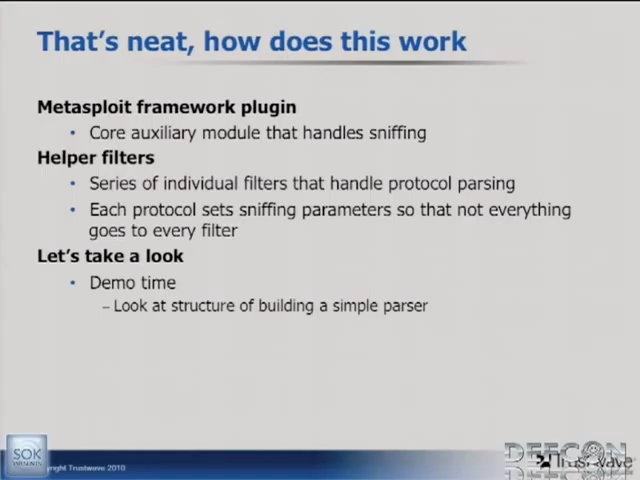 That's neat, how does this work
Metasploit framework plugin
• Core auxiliary module that handles sniffing
Helper filters
• Series of individual filters that handle protocol parsing
• Each protocol sets sniffing parameters so that not everything
goes to every filter
Let's take a look
• Demo time
– Look at structure of building a simple parser
SOK
Trustwave 2010
DEFCON
Trustwave